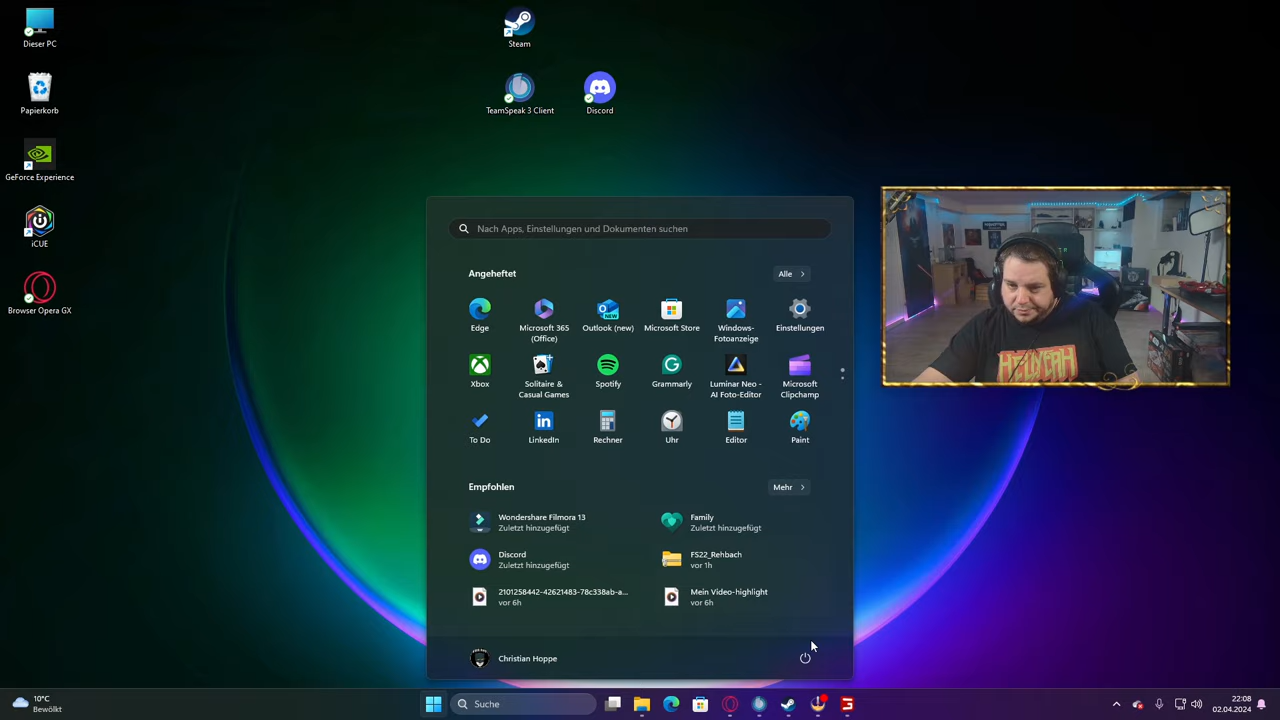 Dieser PC
Papierkorb
GeForce Experience
iCUE
Browser Opera GX
Steam
TeamSpeak 3 Client
Discord
Nach Apps, Einstellungen und Dokumenten suchen
Angeheftet
Alle
Edge
Microsoft 365
(Office)
Outlook (new)
Microsoft Store
Windows-
Fotoanzeige
Einstellungen
Xbox
Solitaire &
Casual Games
Spotify
Grammarly
Luminar Neo -
AI Foto-Editor
Microsoft
Clipchamp
To Do
LinkedIn
Rechner
Uhr
Editor
Paint
Empfohlen
Mehr
Wondershare Filmora 13
Zuletzt hinzugefügt
Family
Zuletzt hinzugefügt
Discord
Zuletzt hinzugefügt
FS22_Rehbach
vor 1h
2101258442-42621483-78c338ab-a...
vor 6h
Mein Video-highlight
vor 6h
Christian Hoppe
HELLYEAH
10°C
Bewölkt
Suche
22:08
02.04.2024